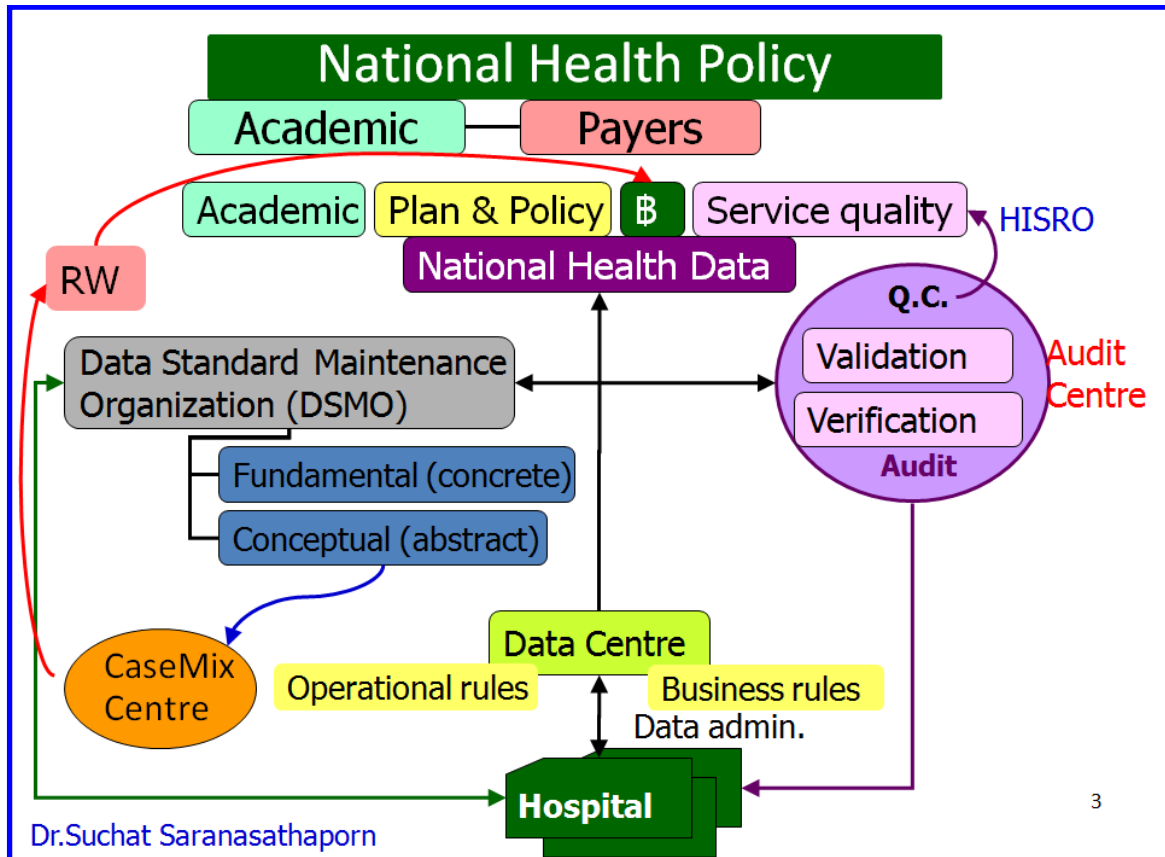 National Health Policy
Academic
Payers
Academic
Plan & Policy
฿
Service quality
HISRO
National Health Data
RW
Q.C.
Data Standard Maintenance
Organization (DSMO)
Validation
Audit
Centre
Verification
Audit
Fundamental (concrete)
Conceptual (abstract)
Data Centre
CaseMix
Centre
Operational rules
Business rules
Data admin.
Hospital
3
Dr.Suchat Saranasathaporn